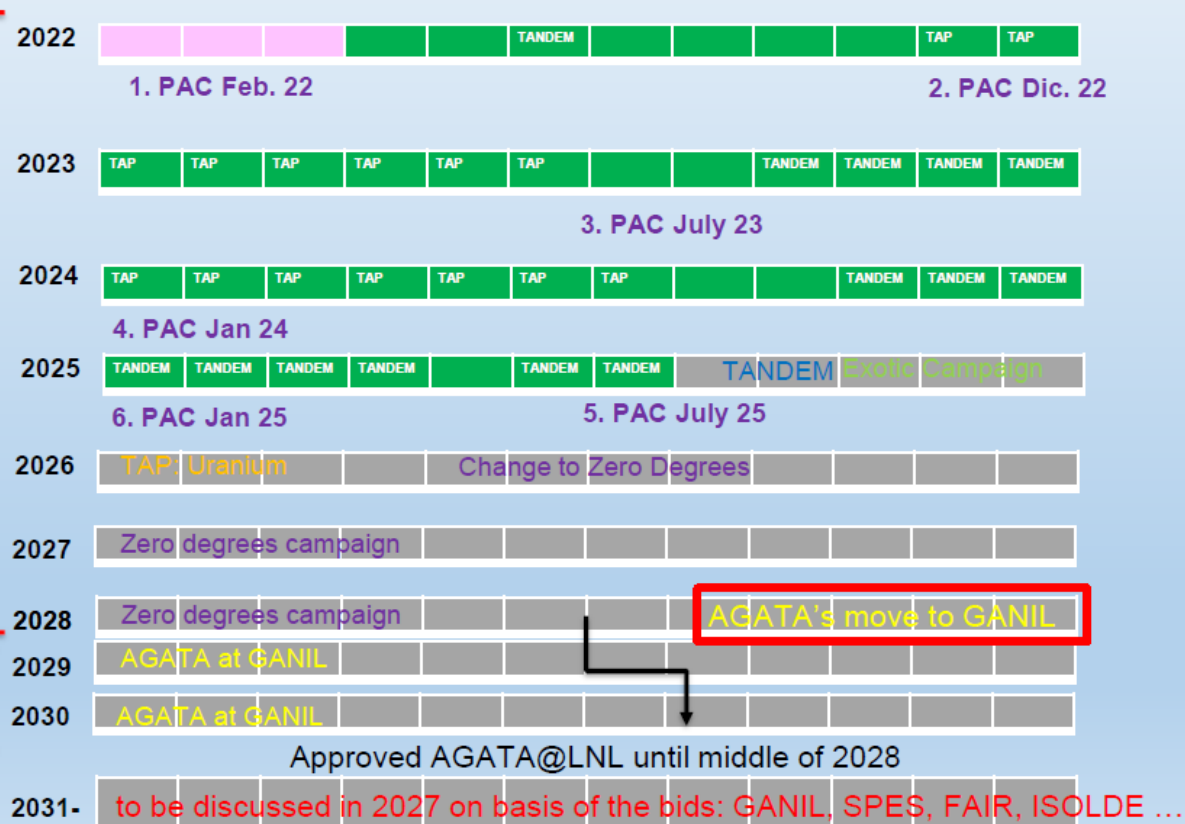 2022 TANDEM TAP TAP
1. PAC Feb. 22 2. PAC Dic. 22
2023 TAP TAP TAP TAP TAP TAP TANDEM TANDEM TANDEM TANDEM
3. PAC July 23
2024 TAP TAP TAP TAP TAP TAP TAP TANDEM TANDEM TANDEM
4. PAC Jan 24
2025 TANDEM TANDEM TANDEM TANDEM TANDEM TANDEM TANDEM Exotic Campaign
6. PAC Jan 25 5. PAC July 25
2026 TAP: Uranium Change to Zero Degrees
2027 Zero degrees campaign
2028 Zero degrees campaign AGATA's move to GANIL
2029 AGATA at GANIL
2030 AGATA at GANIL
Approved AGATA@LNL until middle of 2028
2031- to be discussed in 2027 on basis of the bids: GANIL, SPES, FAIR, ISOLDE ...